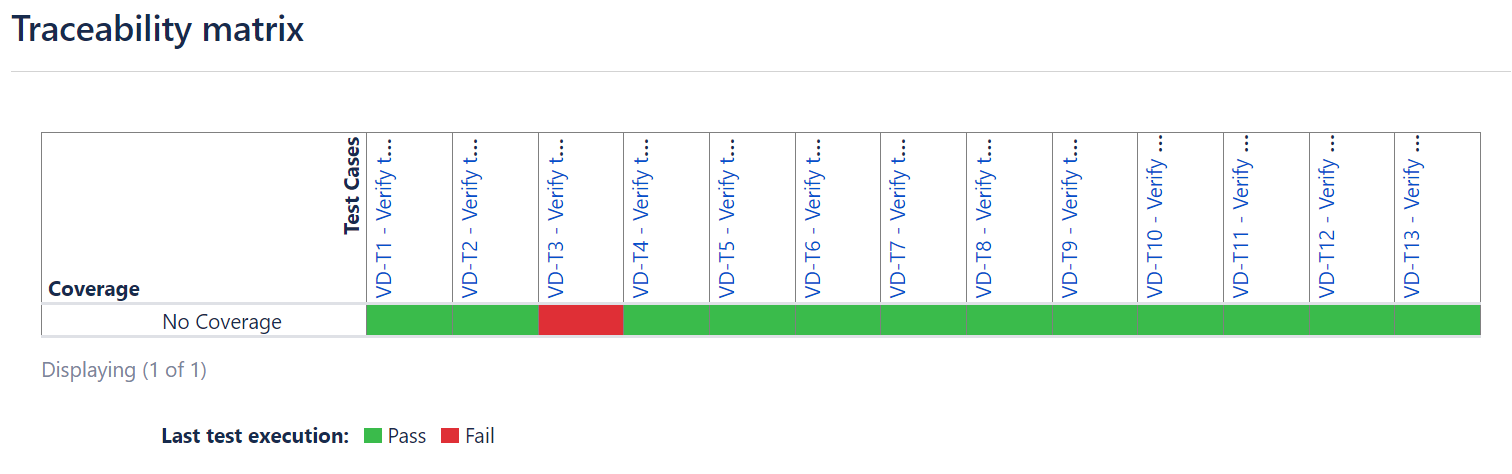 Traceability matrix
Test Cases
VD-T1 - Verify t...
VD-T2 - Verify t...
VD-T3 - Verify t...
VD-T4 - Verify t...
VD-T5 - Verify t...
VD-T6 - Verify t...
VD-T7 - Verify t...
VD-T8 - Verify t...
VD-T9 - Verify t...
VD-T10 - Verify ...
VD-T11 - Verify ...
VD-T12 - Verify ...
VD-T13 - Verify ...
Coverage
No Coverage
Displaying (1 of 1)
Last test execution: Pass Fail